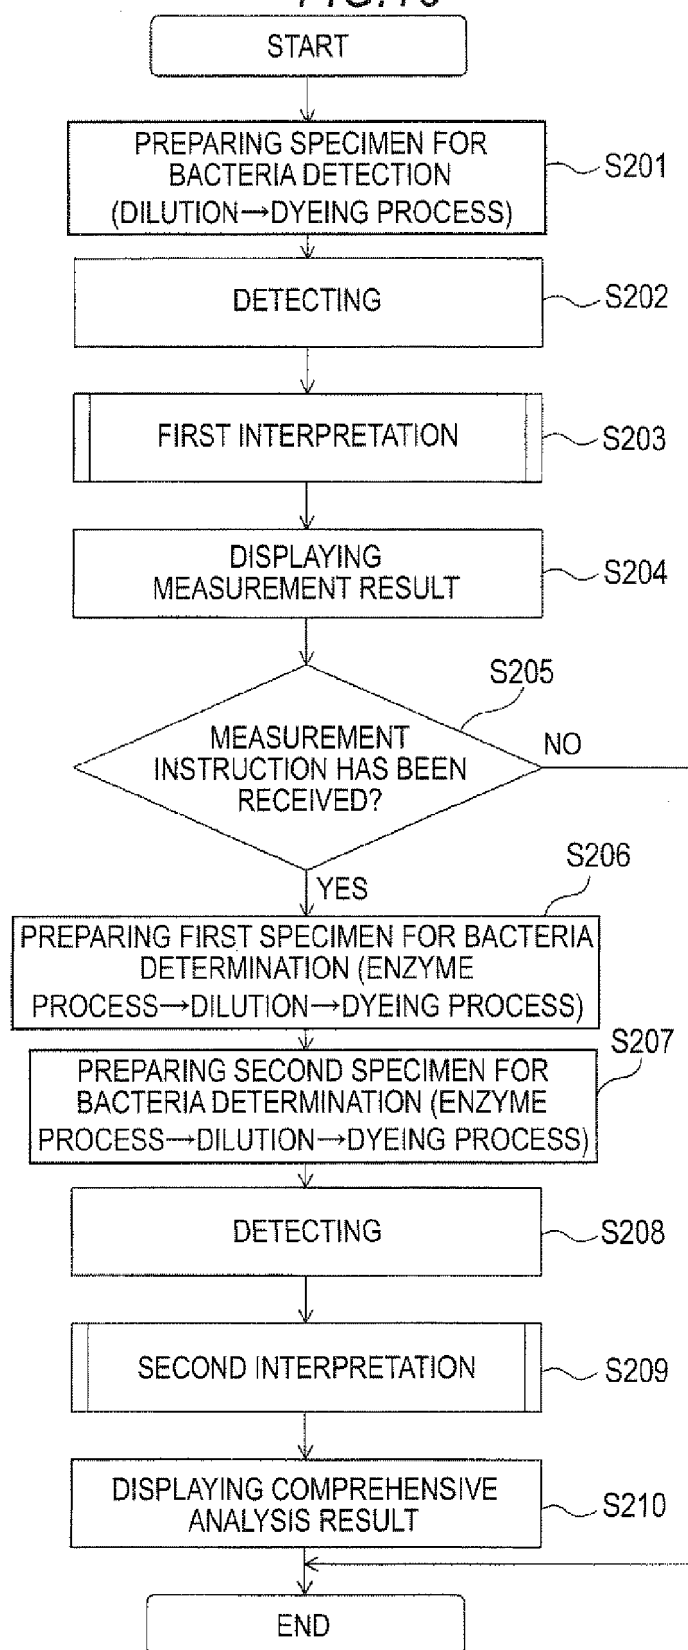 START
PREPARING SPECIMEN FOR
BACTERIA DETECTION
(DILUTION→DYEING PROCESS)
S201
DETECTING
S202
FIRST INTERPRETATION
S203
DISPLAYING
MEASUREMENT RESULT
S204
S205
MEASUREMENT
INSTRUCTION HAS BEEN
RECEIVED?
NO
YES
S206
PREPARING FIRST SPECIMEN FOR BACTERIA
DETERMINATION (ENZYME
PROCESS→DILUTION→DYEING PROCESS)
S207
PREPARING SECOND SPECIMEN FOR
BACTERIA DETERMINATION (ENZYME
PROCESS→DILUTION→DYEING PROCESS)
DETECTING
S208
SECOND INTERPRETATION
S209
DISPLAYING COMPREHENSIVE
ANALYSIS RESULT
S210
END